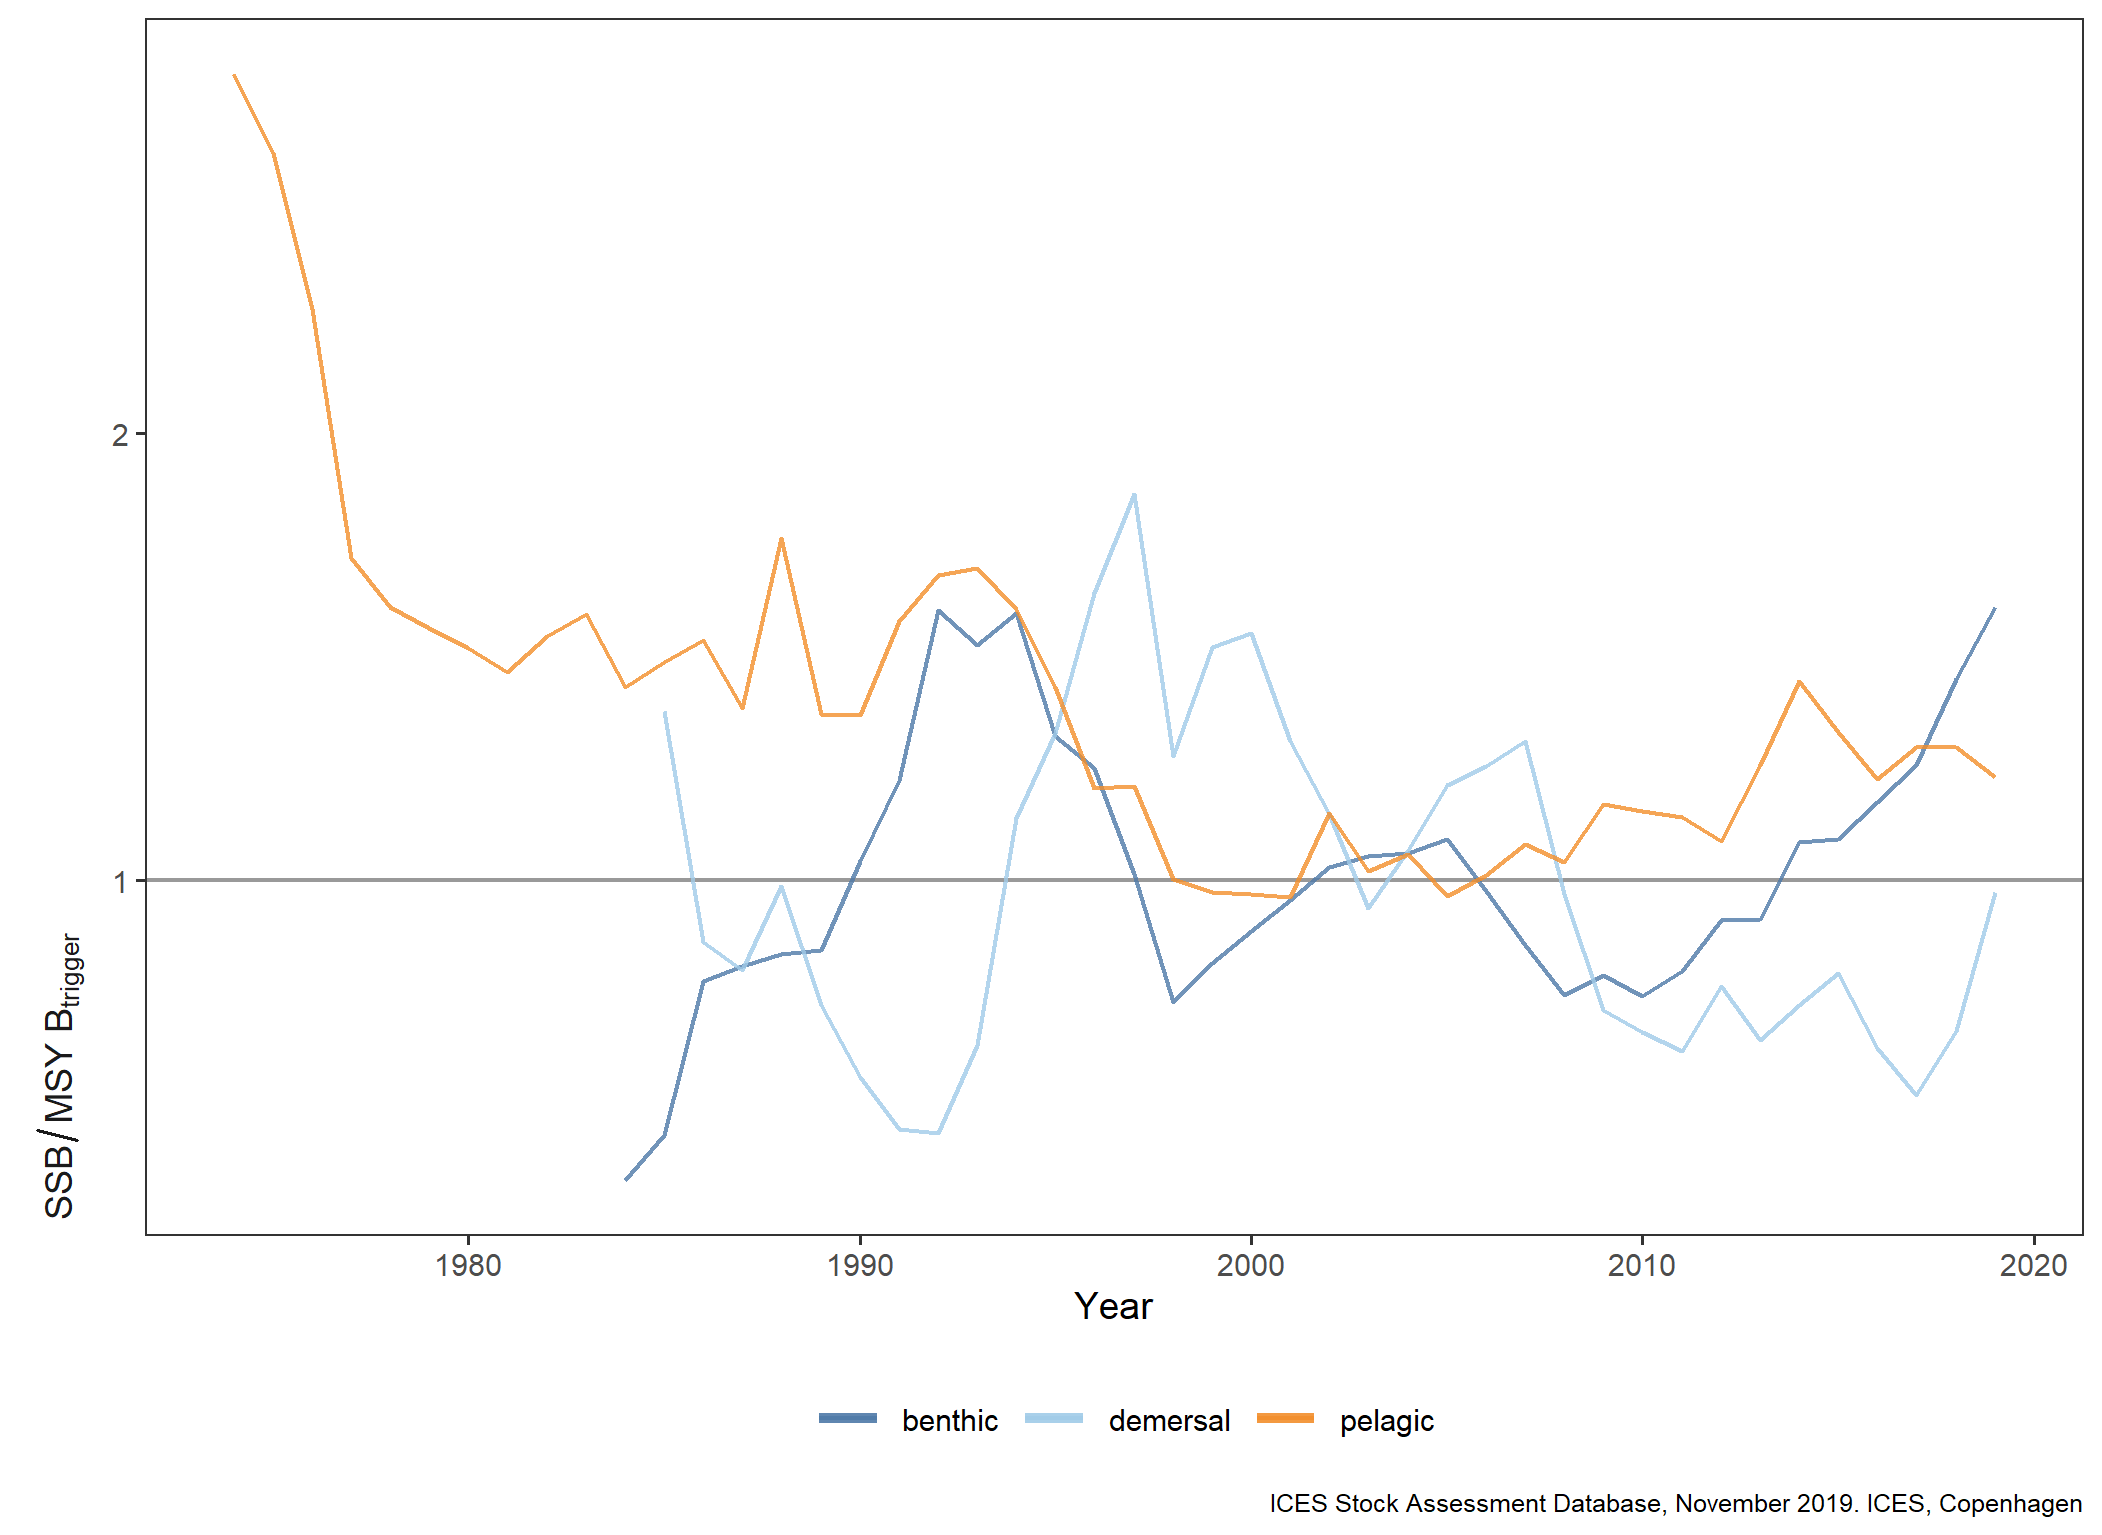 2
1
SSB/MSY Btrigger
1980 1990 2000 2010 2020
Year
benthic demersal pelagic
ICES Stock Assessment Database, November 2019. ICES, Copenhagen